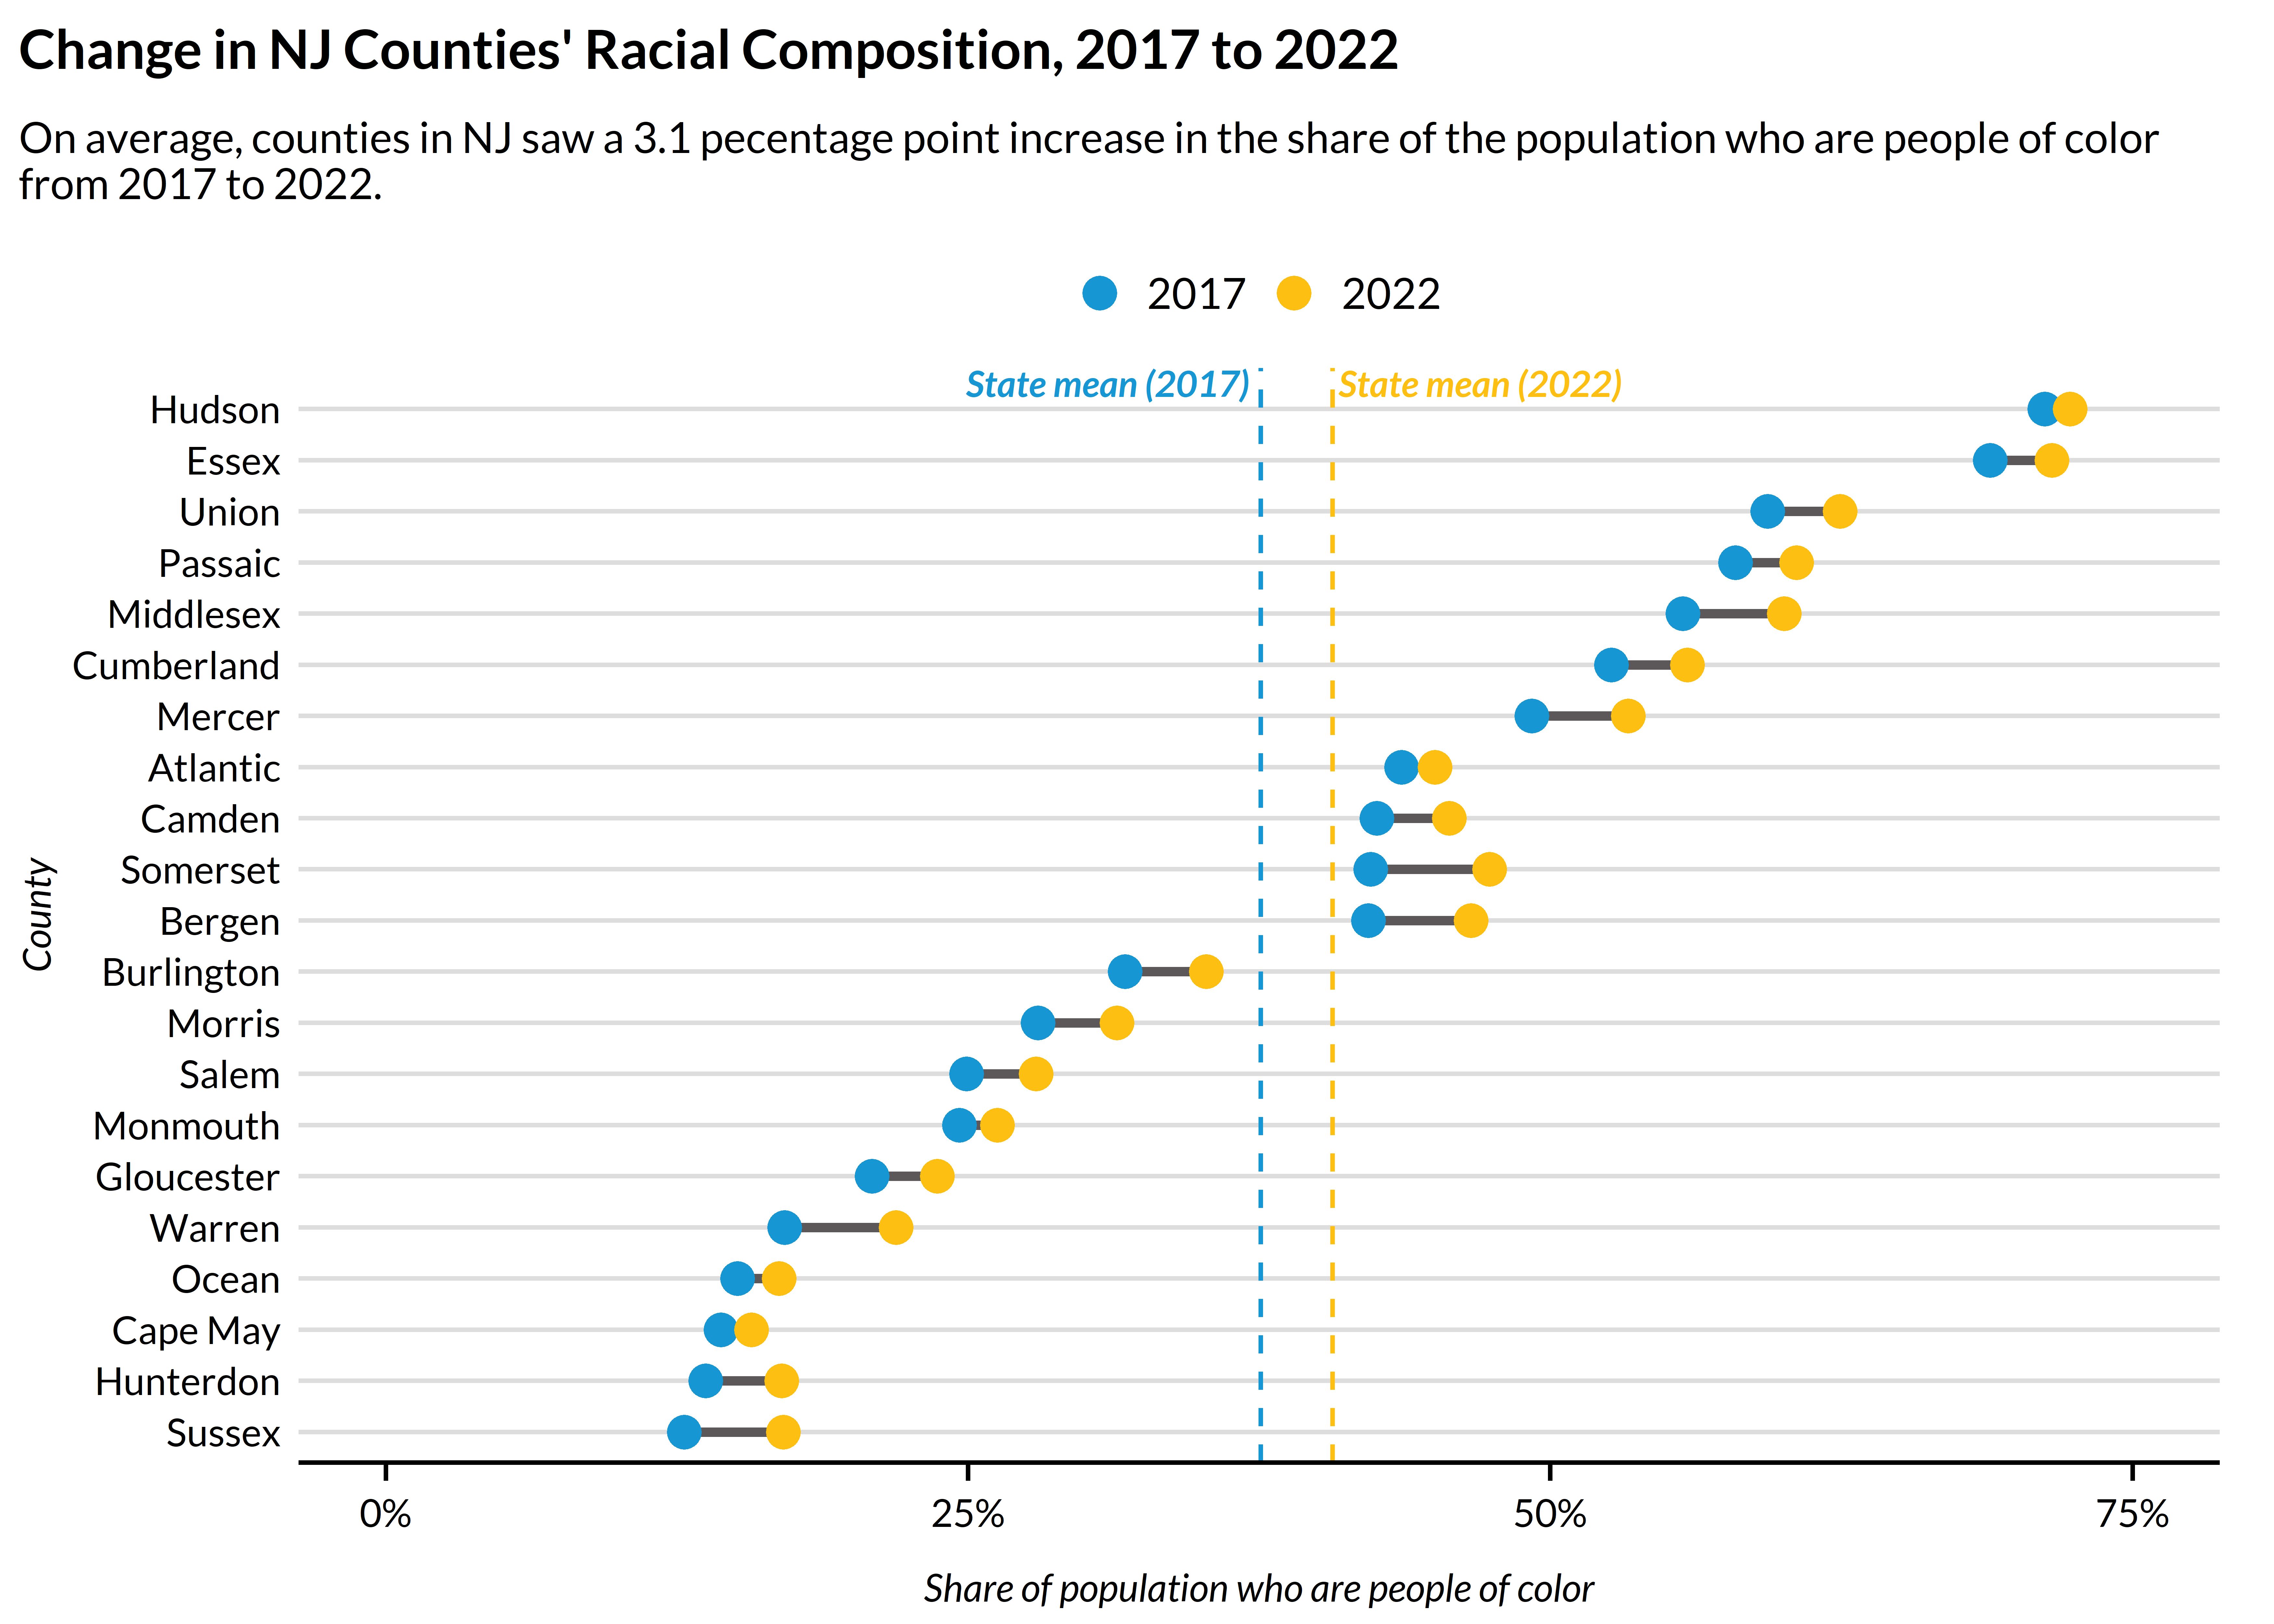 Change in NJ Counties' Racial Composition, 2017 to 2022
On average, counties in NJ saw a 3.1 pecentage point increase in the share of the population who are people of color
from 2017 to 2022.
2017 2022
State mean (2017) State mean (2022)
Hudson
Essex
Union
Passaic
Middlesex
Cumberland
Mercer
Atlantic
Camden
Somerset
Bergen
Burlington
Morris
Salem
Monmouth
Gloucester
Warren
Ocean
Cape May
Hunterdon
Sussex
County
0% 25% 50% 75%
Share of population who are people of color